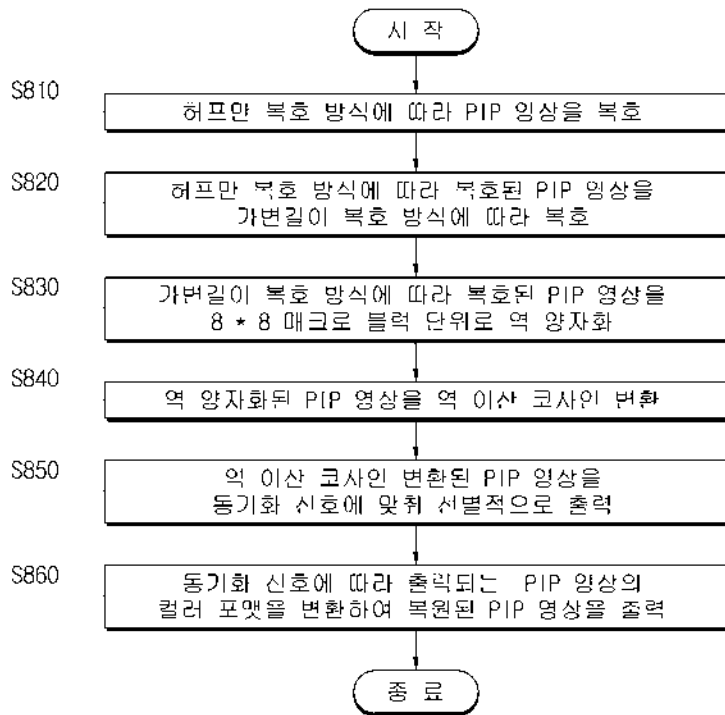 시 작
S810
허프만 복호 방식에 따라 PIP 영상을 복호
S820
허프만 복호 방식에 따라 복호된 PIP 영상을
가변길이 복호 방식에 따라 복호
S830
가변길이 복호 방식에 따라 복호된 PIP 영상을
8 * 8 매크로 블럭 단위로 역 양자화
S840
역 양자화된 PIP 영상을 역 이산 코사인 변환
S850
역 이산 코사인 변환된 PIP 영상을
동기화 신호에 맞춰 선별적으로 출력
S860
동기화 신호에 따라 출력되는 PIP 영상의
컬러 포맷을 변환하여 복원된 PIP 영상을 출력
종 료